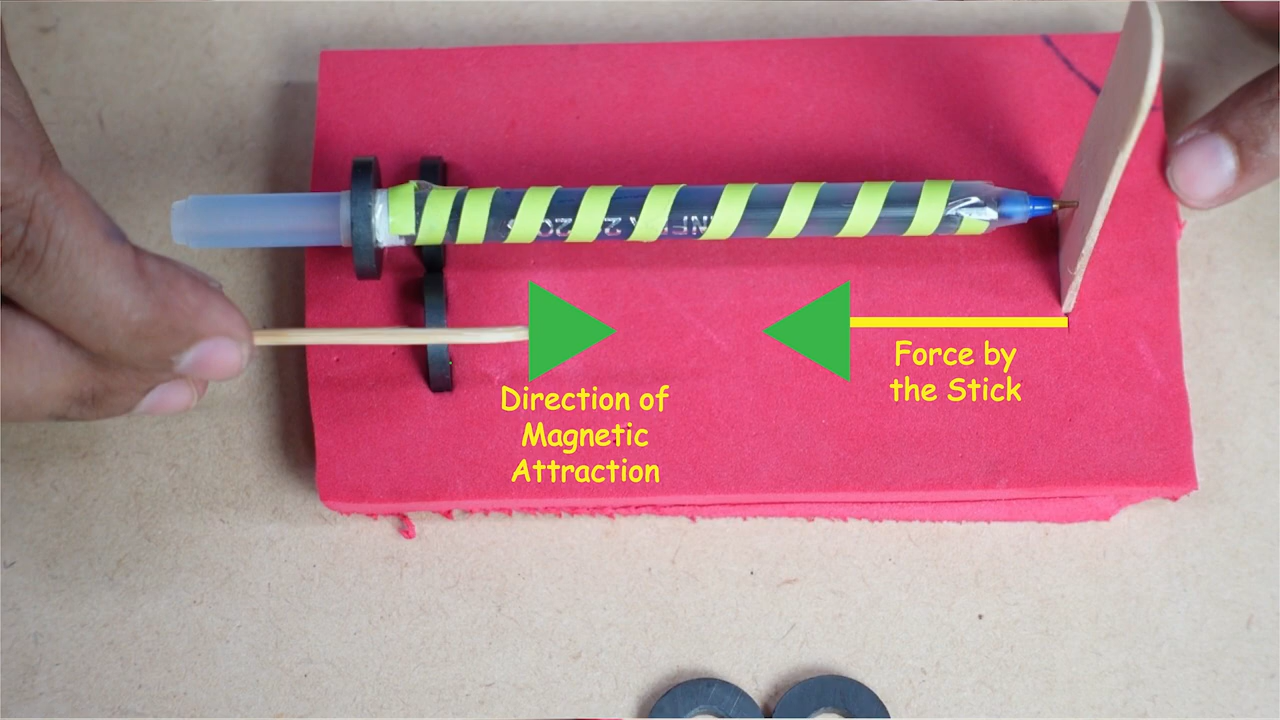 Direction of
Magnetic
Attraction
Force by
the Stick